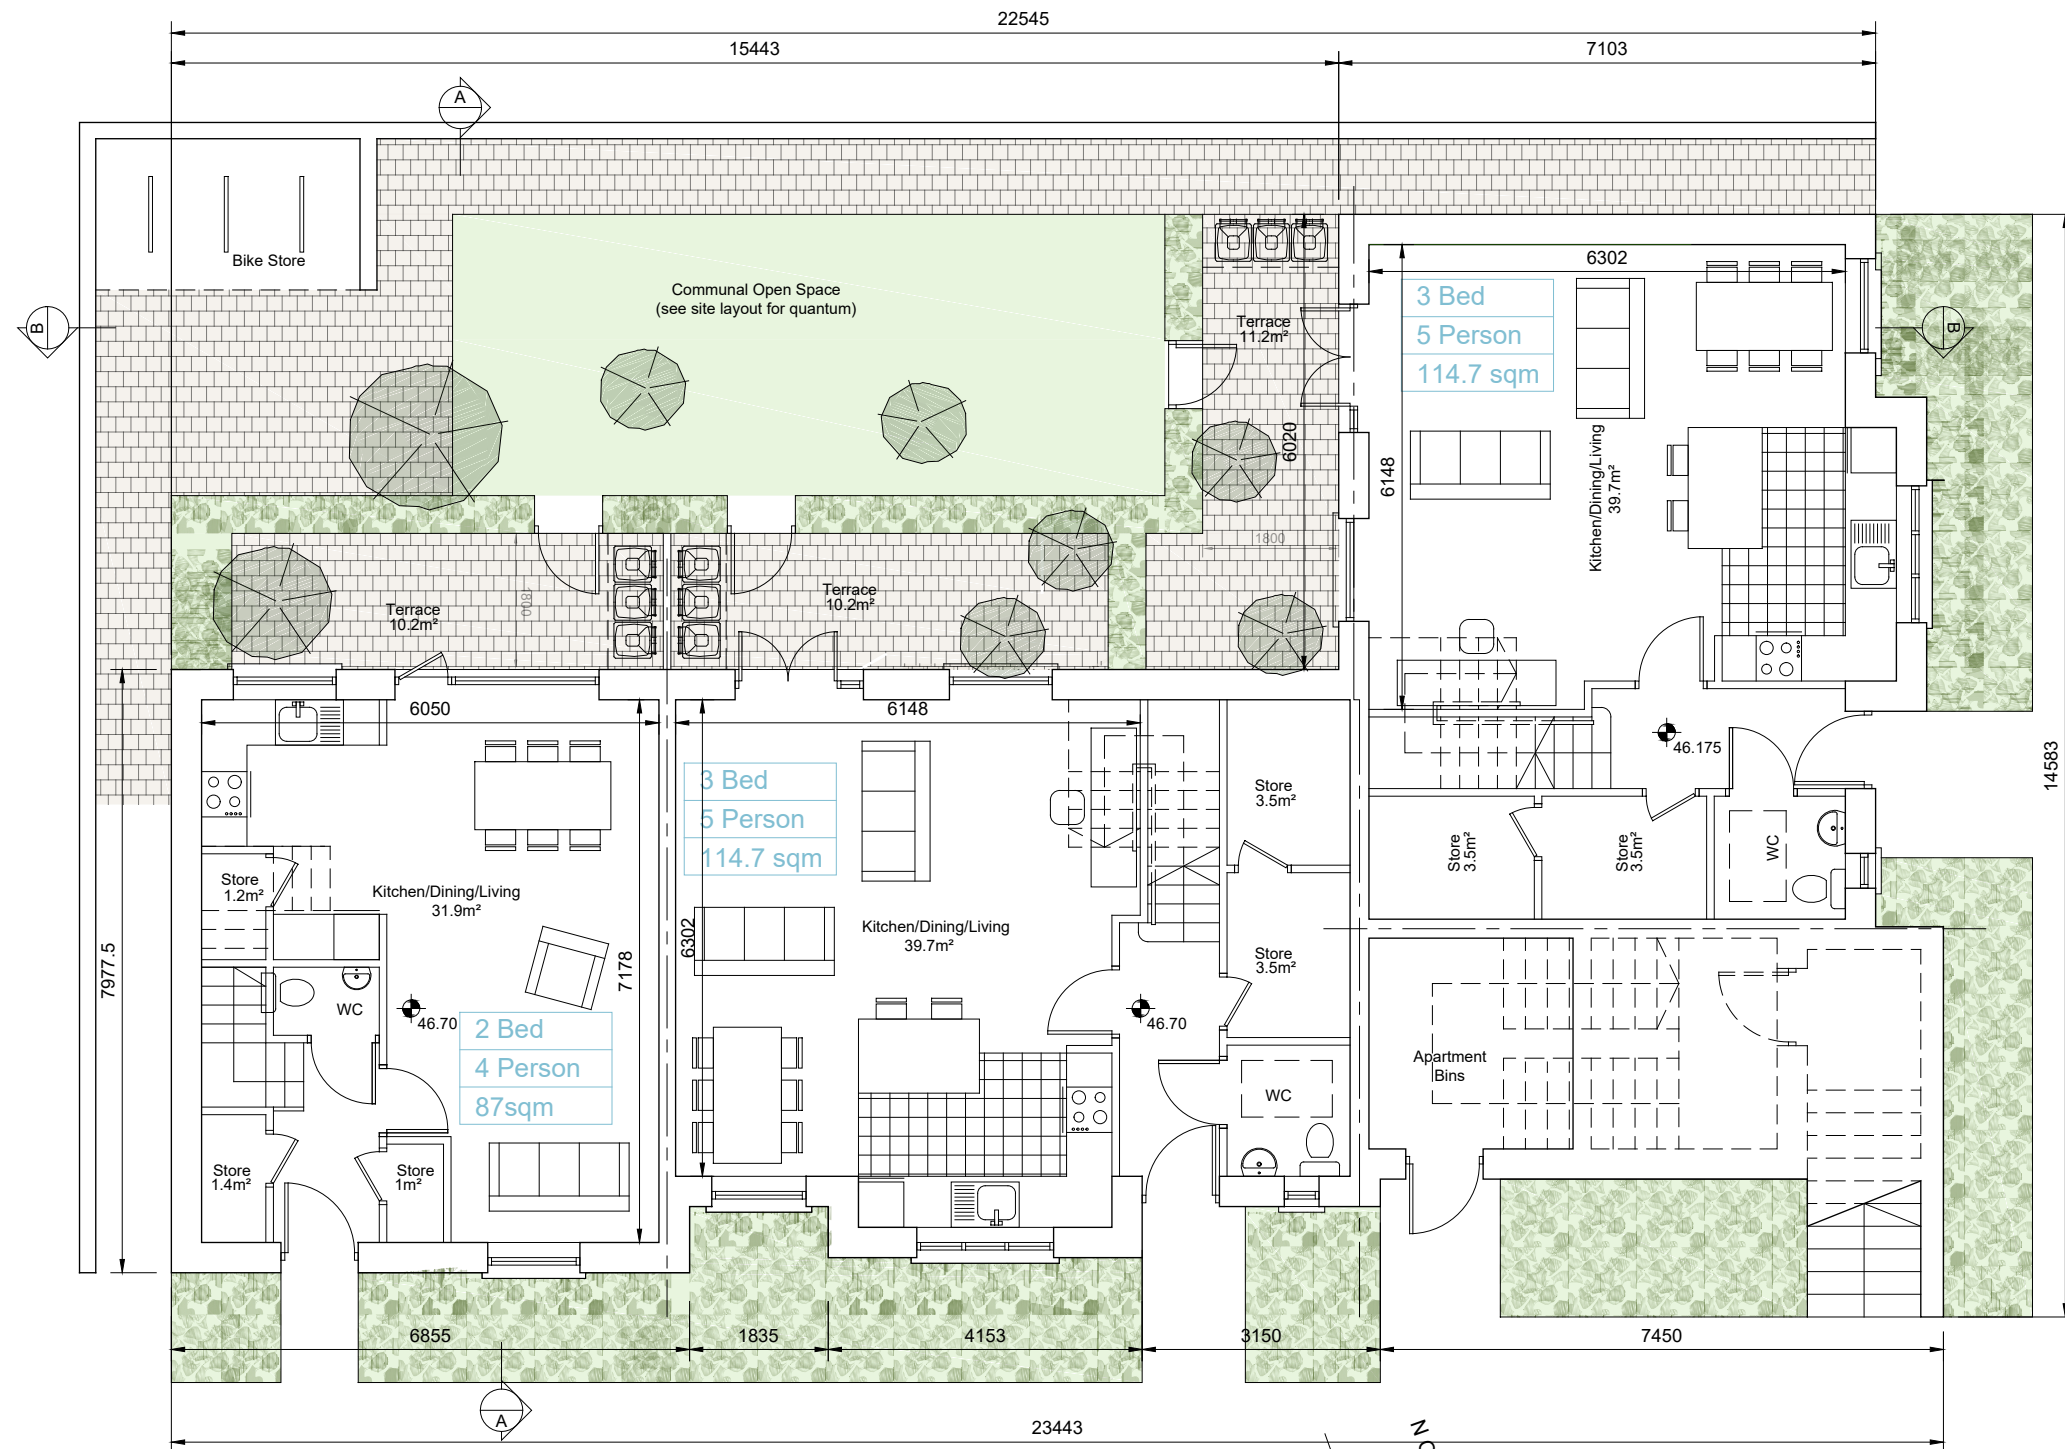 22545
15443
7103
A
Bike Store
B
Communal Open Space
(see site layout for quantum)
Terrace
11.2m²
6302
3 Bed
5 Person
114.7 sqm
B
6020
6148
Kitchen/Dining/Living
39.7m²
1800
1800
Terrace
10.2m²
Terrace
10.2m²
6050
6148
46.175
14583
3 Bed
5 Person
114.7 sqm
Store
3.5m²
Store
3.5m²
Store
3.5m²
WC
Store
1.2m²
Kitchen/Dining/Living
31.9m²
Kitchen/Dining/Living
39.7m²
6302
7178
7977.5
Store
3.5m²
WC
46.70
46.70
2 Bed
4 Person
87sqm
Apartment
Bins
WC
Store
1.4m²
Store
1m²
6855
1835
4153
3150
7450
A
23443